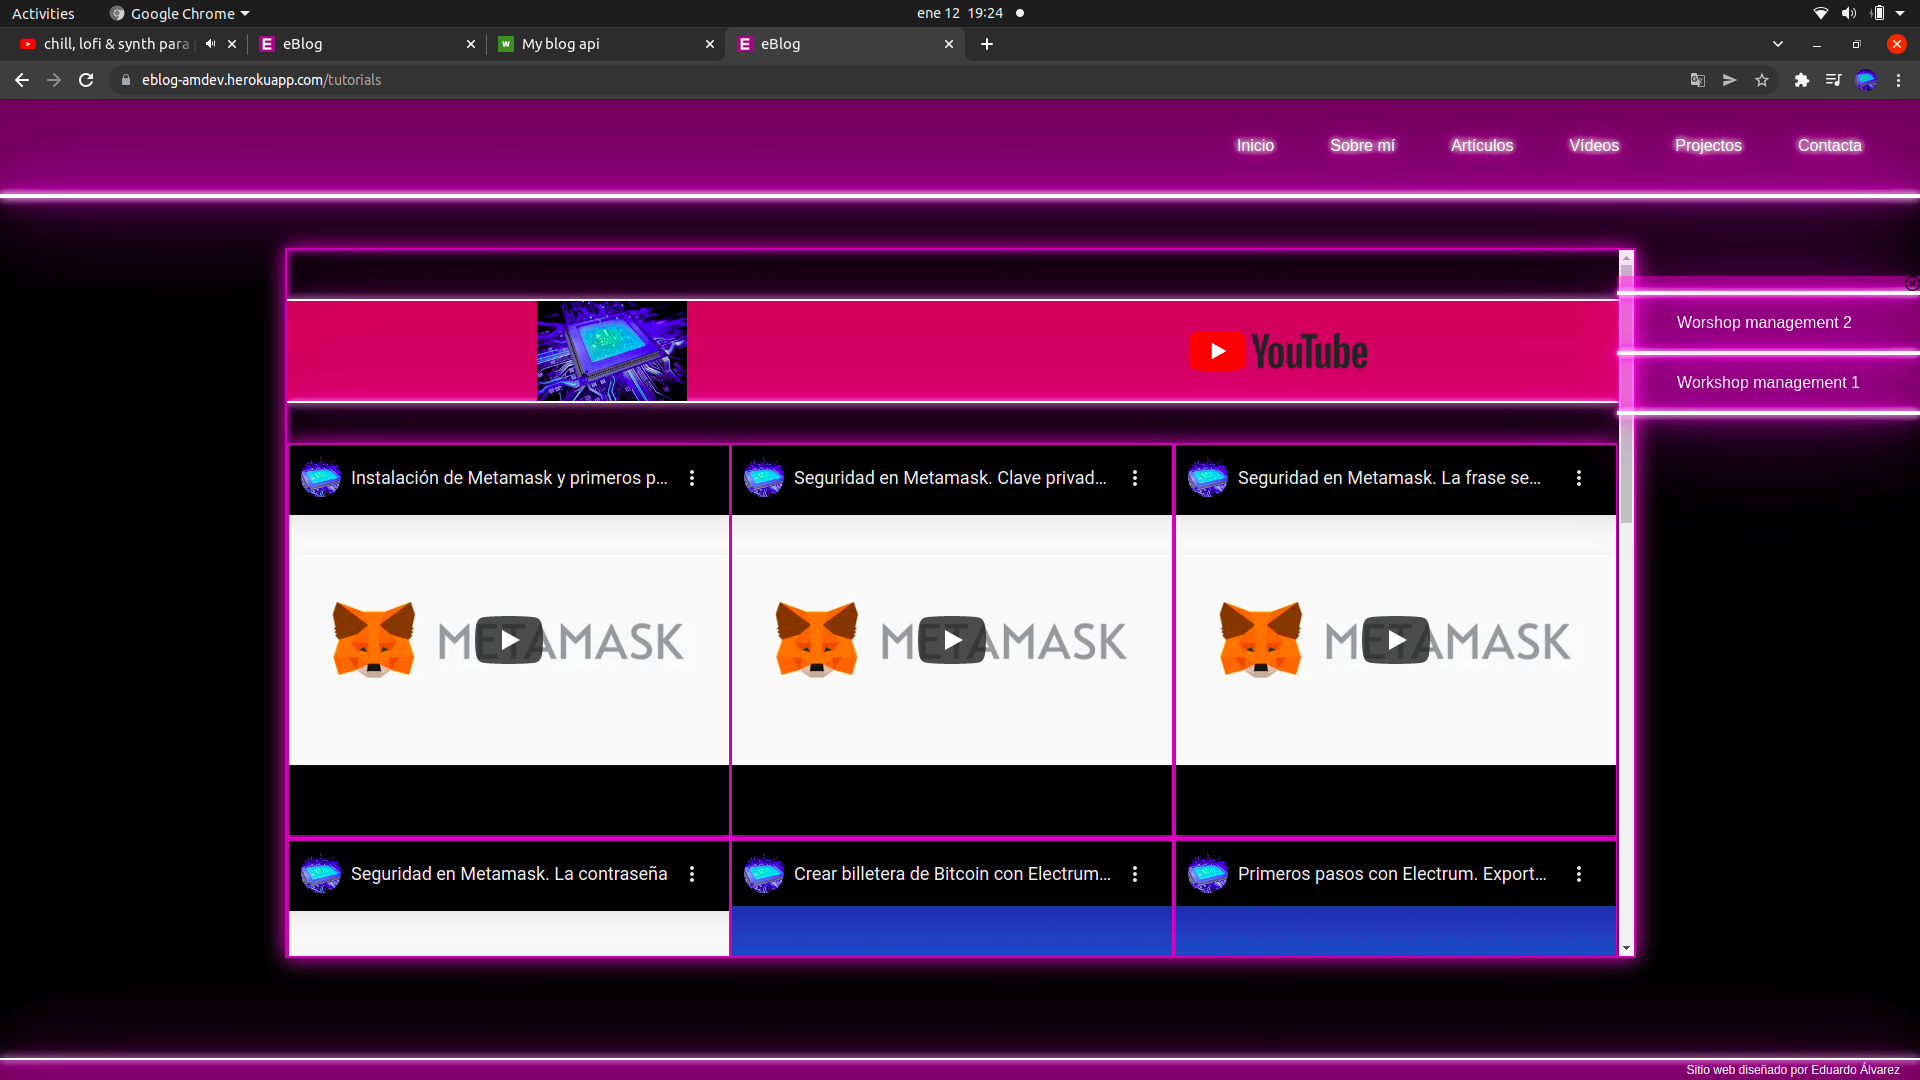 Activities
Google Chrome
ene 12 19:24
chill, lofi & synth para
eBlog
My blog api
eBlog
eblog-amdev.herokuapp.com/tutorials
Inicio
Sobre mí
Artículos
Vídeos
Projectos
Contacta
YouTube
Worshop management 2
Workshop management 1
Instalación de Metamask y primeros p...
Seguridad en Metamask. Clave privad...
Seguridad en Metamask. La frase se...
METAMASK
METAMASK
METAMASK
Seguridad en Metamask. La contraseña
Crear billetera de Bitcoin con Electrum...
Primeros pasos con Electrum. Export...
Sitio web diseñado por Eduardo Álvarez